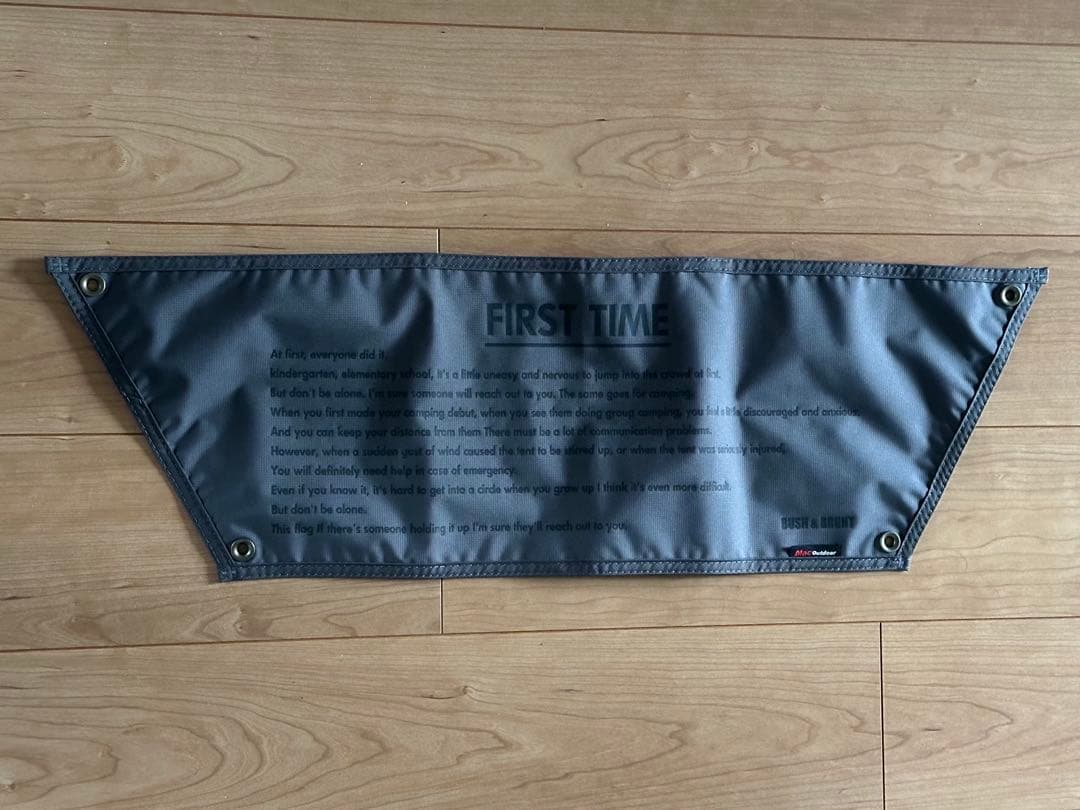 FIRST TIME
At first, everyone did it.
kindergarten, elementary school, it's a little uneasy and nervous to jump into the crowd at first.
But don't be alone. I'm sure someone will reach out to you. The same goes for camping.
When you first made your camping debut, when you see them doing group camping, you feel a little discouraged and anxious.
And you can keep your distance from them There must be a lot of communication problems.
However, when a sudden gust of wind caused the tent to be stirred up, or when the tent was seriously injured,
You will definitely need help in case of emergency.
Even if you know it, it's hard to get into a circle when you grow up I think it's even more difficult.
But don't be alone.
This flag If there's someone holding it up I'm sure they'll reach out to you.
BUSH &
Mac Outdoor